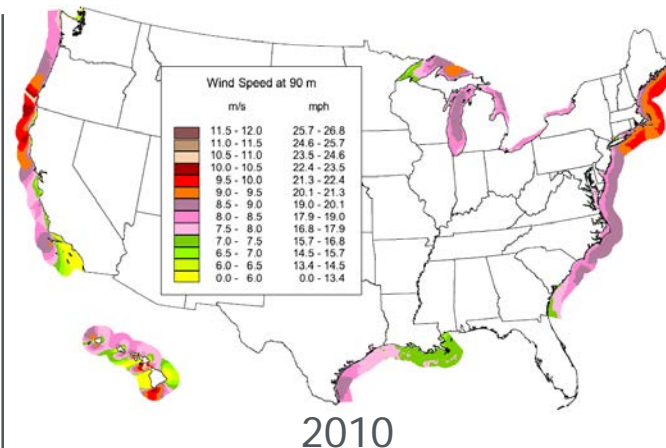 Wind Speed at 90 m
m/s mph
11.5 - 12.0 25.7 - 26.8
11.0 - 11.5 24.6 - 25.7
10.5 - 11.0 23.5 - 24.6
10.0 - 10.5 22.4 - 23.5
9.5 - 10.0 21.3 - 22.4
9.0 - 9.5 20.1 - 21.3
8.5 - 9.0 19.0 - 20.1
8.0 - 8.5 17.9 - 19.0
7.5 - 8.0 16.8 - 17.9
7.0 - 7.5 15.7 - 16.8
6.5 - 7.0 14.5 - 15.7
6.0 - 6.5 13.4 - 14.5
0.0 - 6.0 0.0 - 13.4
2010